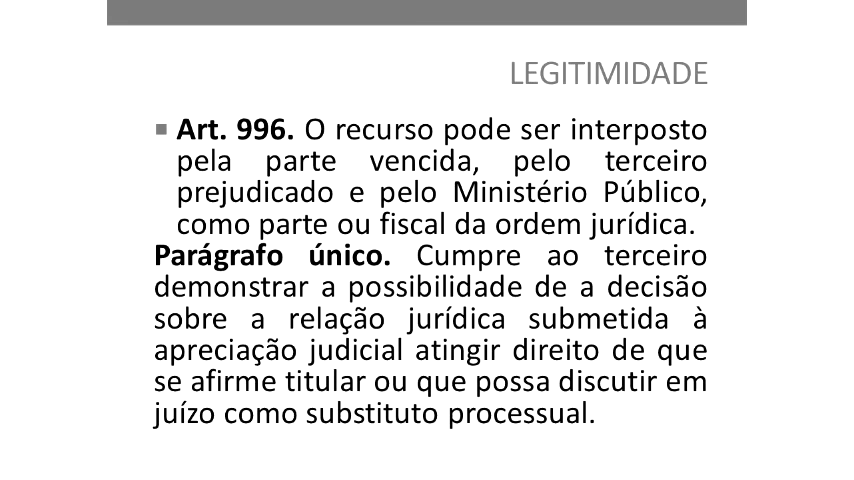 LEGITIMIDADE
▪ Art. 996. O recurso pode ser interposto
pela parte vencida, pelo terceiro
prejudicado e pelo Ministério Público,
como parte ou fiscal da ordem jurídica.
Parágrafo único. Cumpre ao terceiro
demonstrar a possibilidade de a decisão
sobre a relação jurídica submetida à
apreciação judicial atingir direito de que
se afirme titular ou que possa discutir em
juízo como substituto processual.